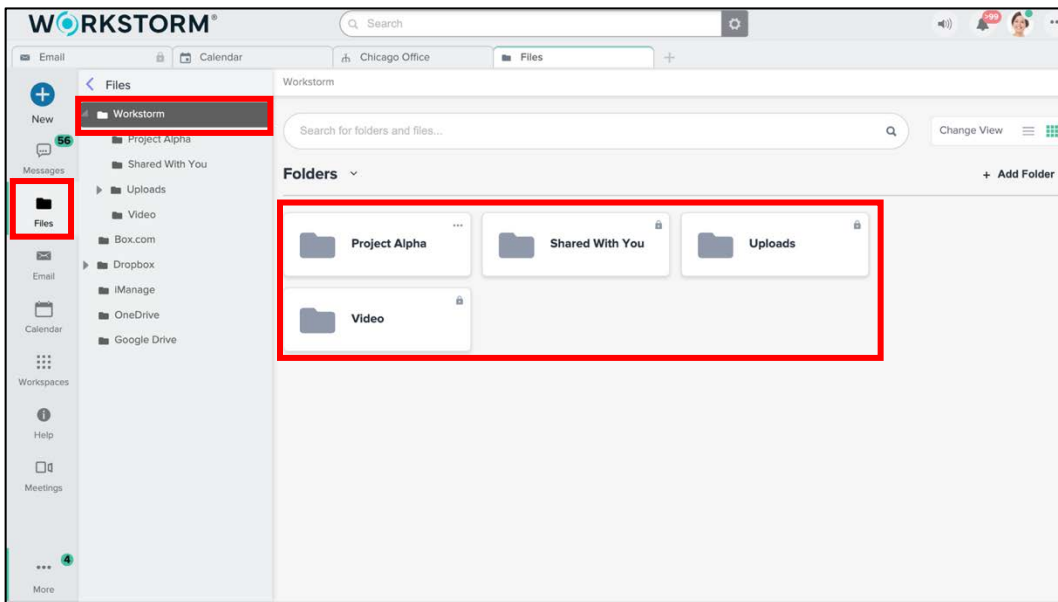 WORKSTORM®
Search
>99
Email
Calendar
Chicago Office
Files
New
56
Messages
Files
Email
Calendar
Workspaces
Help
Meetings
4
More
Files
Workstorm
Project Alpha
Shared With You
Uploads
Video
Box.com
Dropbox
iManage
OneDrive
Google Drive
Workstorm
Search for folders and files...
Change View
Folders
+ Add Folder
Project Alpha
Shared With You
Uploads
Video